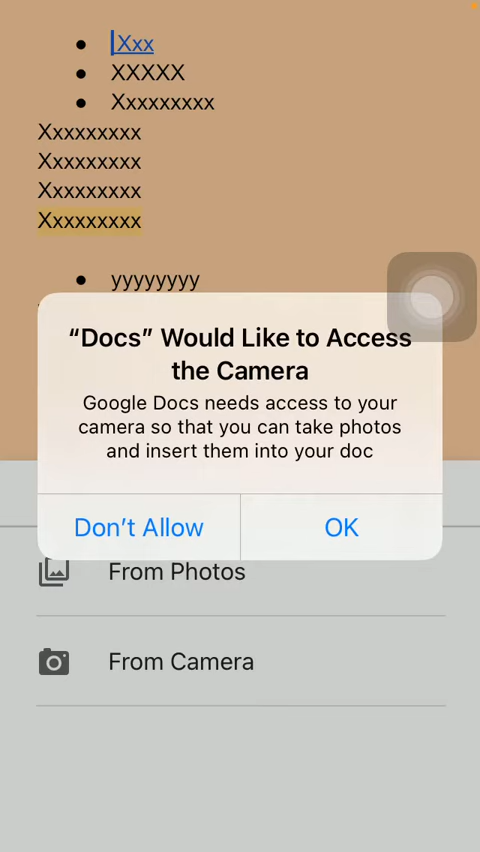 Xxx
XXXXX
Xxxxxxxxx
Xxxxxxxxx
Xxxxxxxxx
Xxxxxxxxx
Xxxxxxxxx
yyyyyyyy
“Docs” Would Like to Access
the Camera
Google Docs needs access to your
camera so that you can take photos
and insert them into your doc
Don’t Allow
OK
From Photos
From Camera